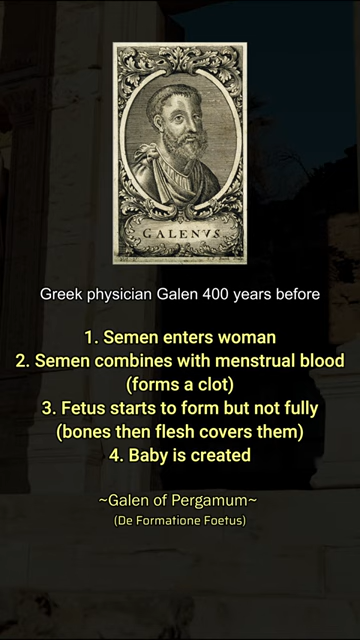 GALENVS
Greek physician Galen 400 years before
1. Semen enters woman
2. Semen combines with menstrual blood
(forms a clot)
3. Fetus starts to form but not fully
(bones then flesh covers them)
4. Baby is created
~Galen of Pergamum~
(De Formatione Foetus)